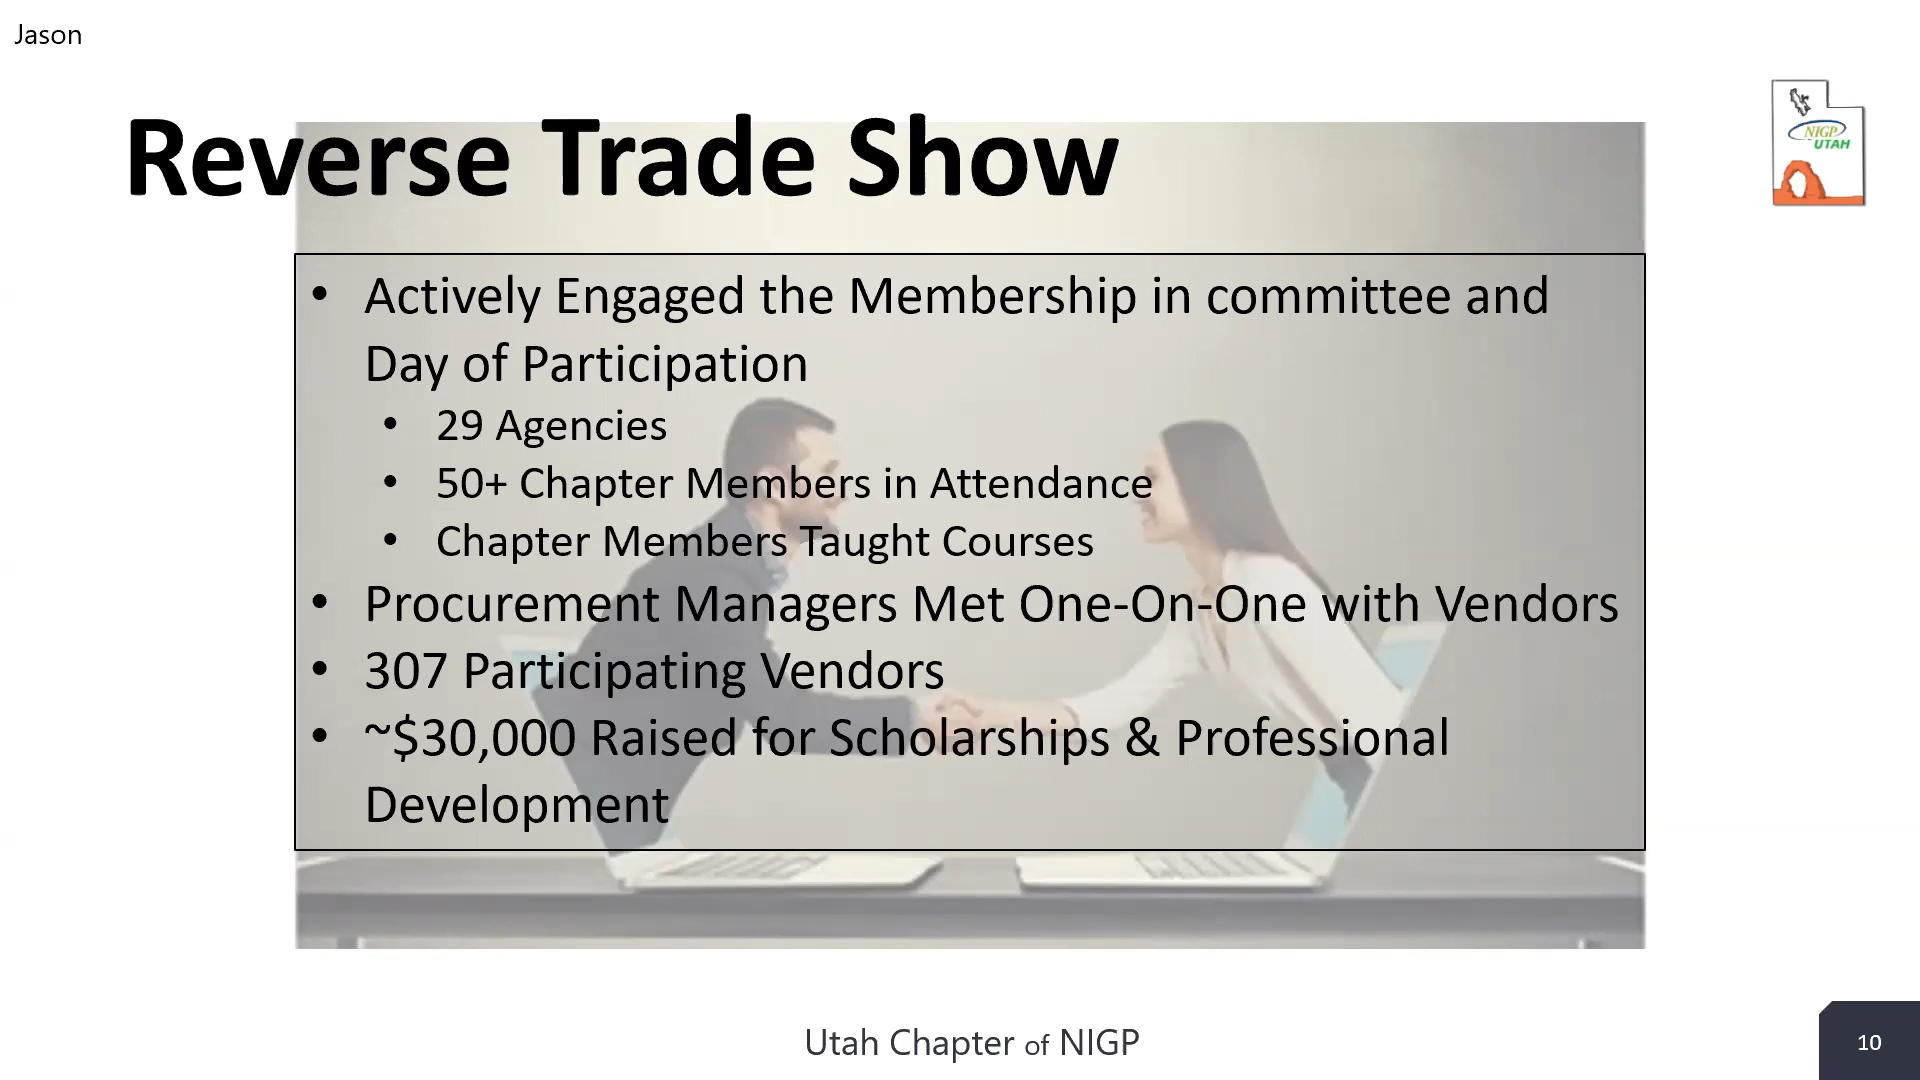 Jason
Reverse Trade Show
NIGP
UTAH
• Actively Engaged the Membership in committee and
Day of Participation
• 29 Agencies
• 50+ Chapter Members in Attendance
• Chapter Members Taught Courses
• Procurement Managers Met One-On-One with Vendors
• 307 Participating Vendors
• ~$30,000 Raised for Scholarships & Professional
Development
Utah Chapter of NIGP
10